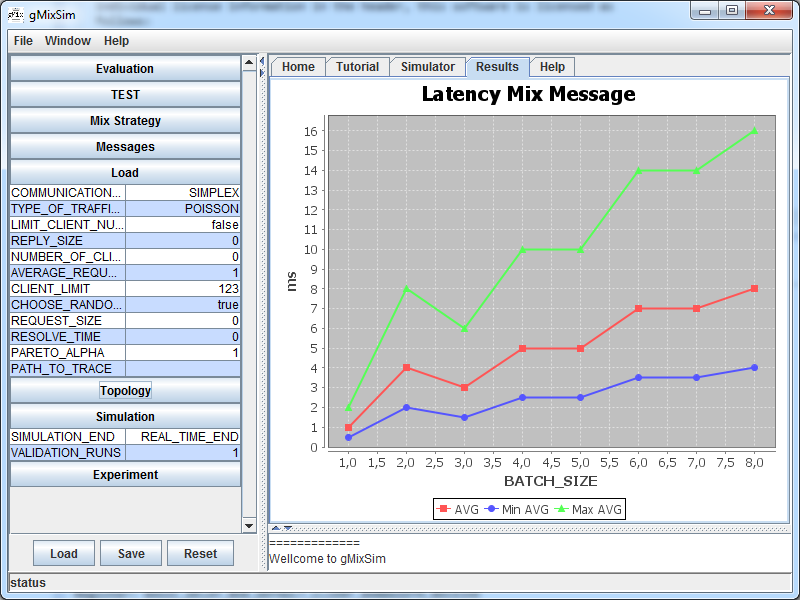 individual license information in the header, this software is licensed as
follows:
gMix gMixSim
File Window Help
Evaluation
TEST
Mix Strategy
Messages
Load
COMMUNICATION... SIMPLEX
TYPE_OF_TRAFFI... POISSON
LIMIT_CLIENT_NU... false
REPLY_SIZE 0
NUMBER_OF_CLI... 0
AVERAGE_REQU... 1
CLIENT_LIMIT 123
CHOOSE_RANDO... true
REQUEST_SIZE 0
RESOLVE_TIME 0
PARETO_ALPHA 1
PATH_TO_TRACE
Topology
Simulation
SIMULATION_END REAL_TIME_END
VALIDATION_RUNS 1
Experiment
Load Save Reset
Home Tutorial Simulator Results Help
Latency Mix Message
16
15
14
13
12
11
10
9
8
7
6
5
4
3
2
1
0
ms
1,0 1,5 2,0 2,5 3,0 3,5 4,0 4,5 5,0 5,5 6,0 6,5 7,0 7,5 8,0
BATCH_SIZE
AVG Min AVG Max AVG
=============
Wellcome to gMixSim
status